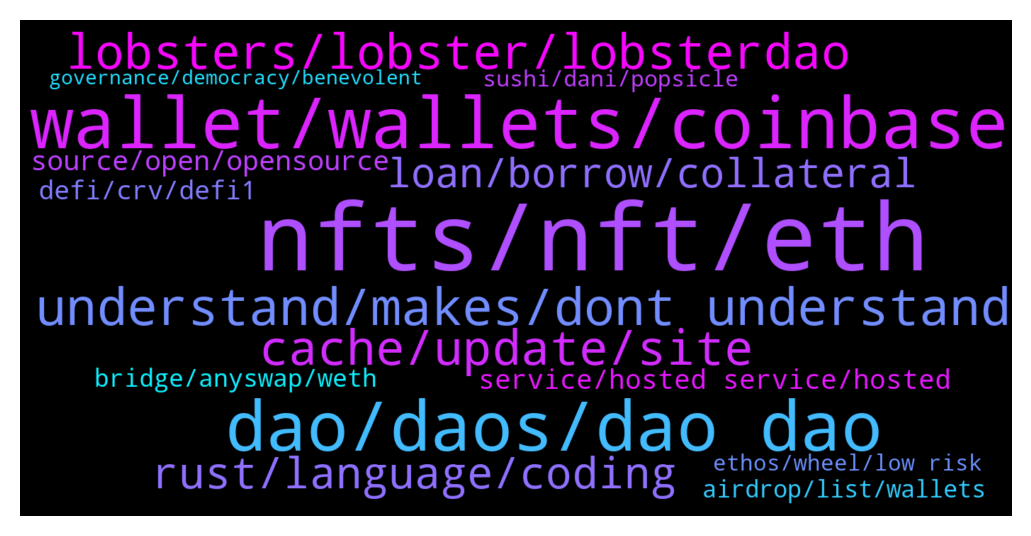 lobsters/lobster/lobsterdao
governance/democracy/benevolent
sushi/dani/popsicle
wallet/wallets/coinbase
source/open/opensource
loan/borrow/collateral
defi/crv/defi1
nfts/nft/eth
understand/makes/dont understand
cache/update/site
bridge/anyswap/weth
service/hosted service/hosted
dao/daos/dao dao
rust/language/coding
ethos/wheel/low risk
airdrop/list/wallets